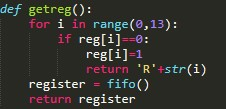 def getreg():
    for i in range(0,13):
        if reg[i]==0:
            reg[i]=1
            return 'R'+str(i)
    register = fifo()
    return register